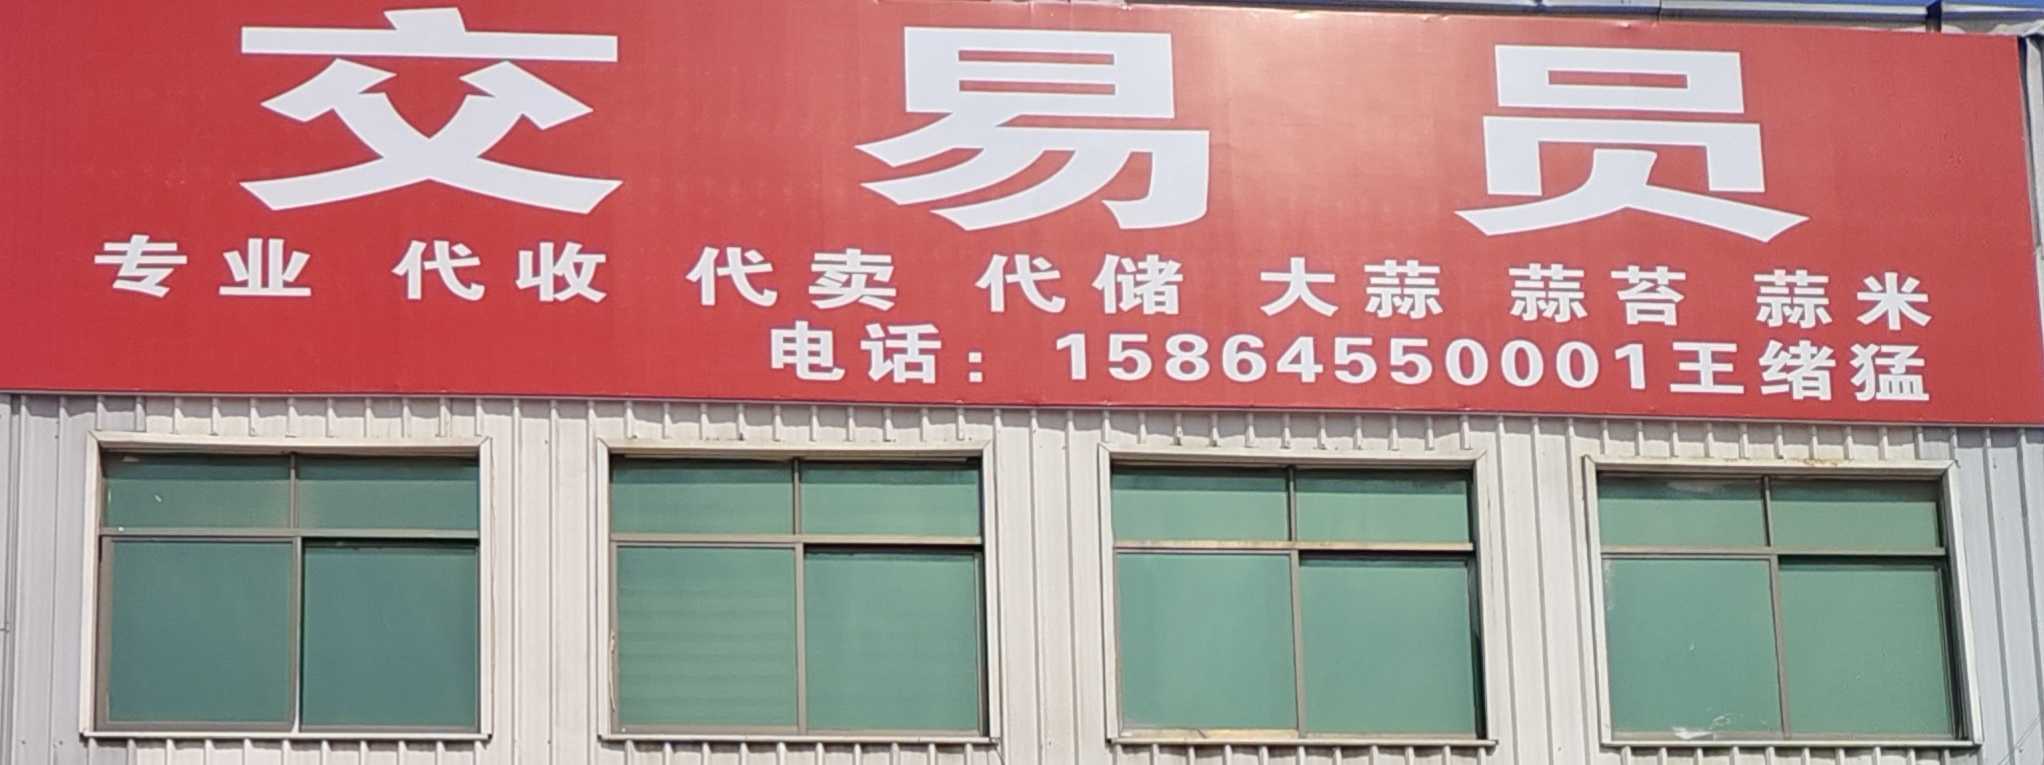 交易员
专业 代收 代卖 代储 大蒜 蒜苔 蒜米
电话：15864550001王绪猛